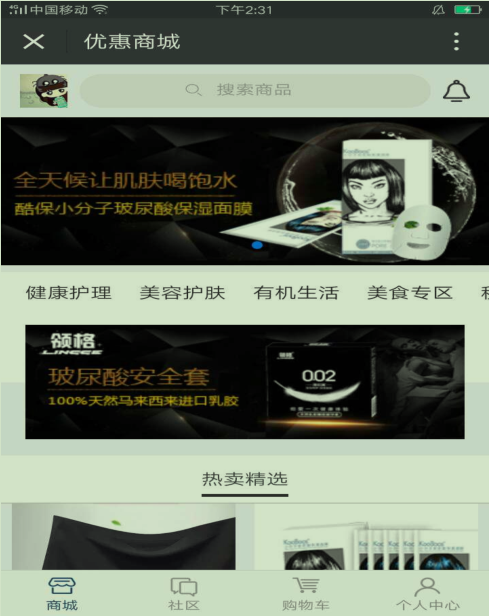 中国移动 下午2:31
优惠商城
搜索商品
全天候让肌肤喝饱水
酷保小分子玻尿酸保湿面膜
健康护理 美容护肤 有机生活 美食专区
领格
LINGGE
玻尿酸安全套
100%天然马来西来进口乳胶
002
热卖精选
商城 社区 购物车 个人中心